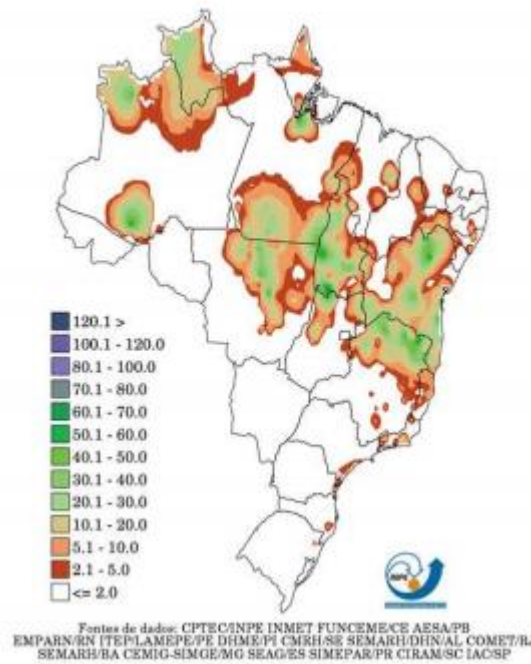 120.1 >
100.1 - 120.0
80.1 - 100.0
70.1 - 80.0
60.1 - 70.0
50.1 - 60.0
40.1 - 50.0
30.1 - 40.0
20.1 - 30.0
10.1 - 20.0
5.1 - 10.0
2.1 - 5.0
<= 2.0
INPE
Fontes de dados: CPTEC/INPE INMET FUNCEME/CE AESA/PB
EMPARN/RN ITEP/LAMEPE/PE DHME/PI CMRH/SE SEMARH/DHN/AL COMET/RJ
SEMARH/BA CEMIG-SIMGE/MG SEAG/ES SIMEPAR/PR CIRAM/SC IAC/SP